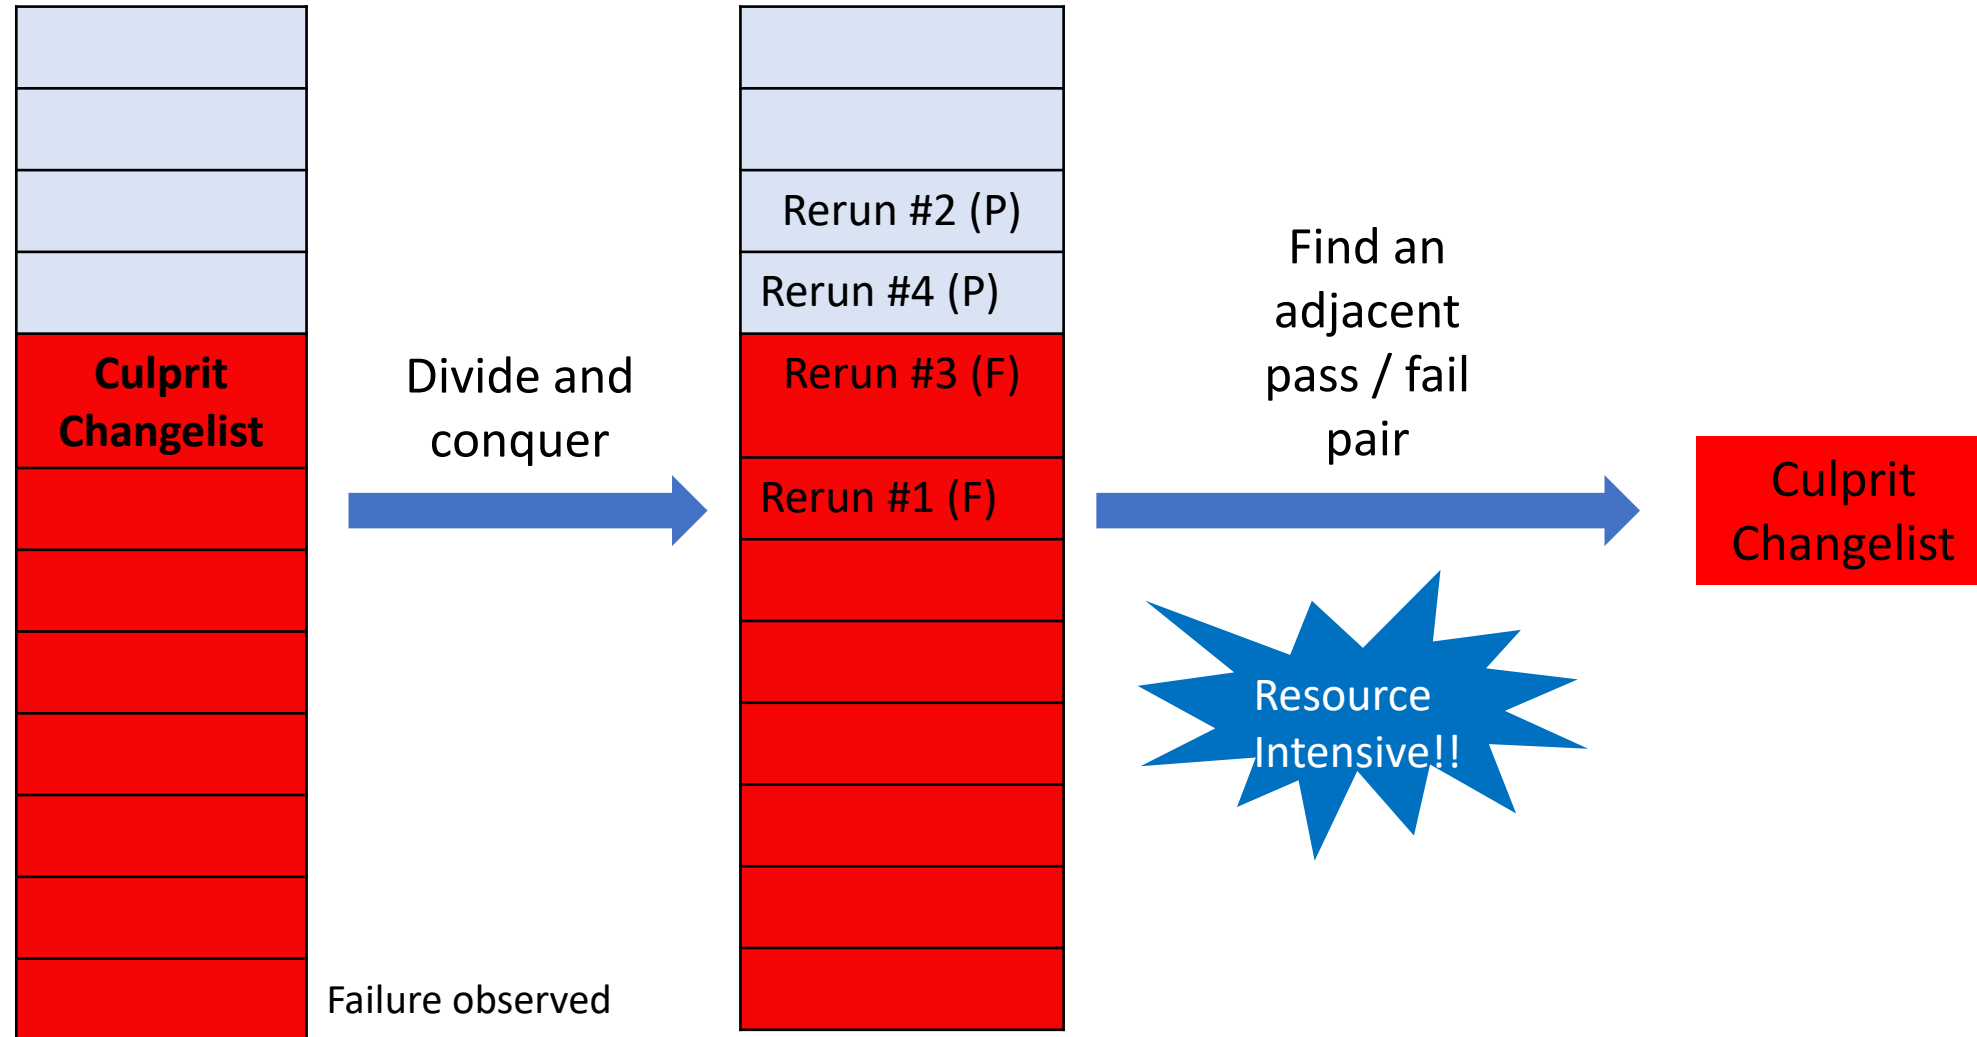 Culprit
Changelist
Failure observed
Divide and
conquer
Rerun #2 (P)
Rerun #4 (P)
Rerun #3 (F)
Rerun #1 (F)
Find an
adjacent
pass / fail
pair
Resource
Intensive!!
Culprit
Changelist